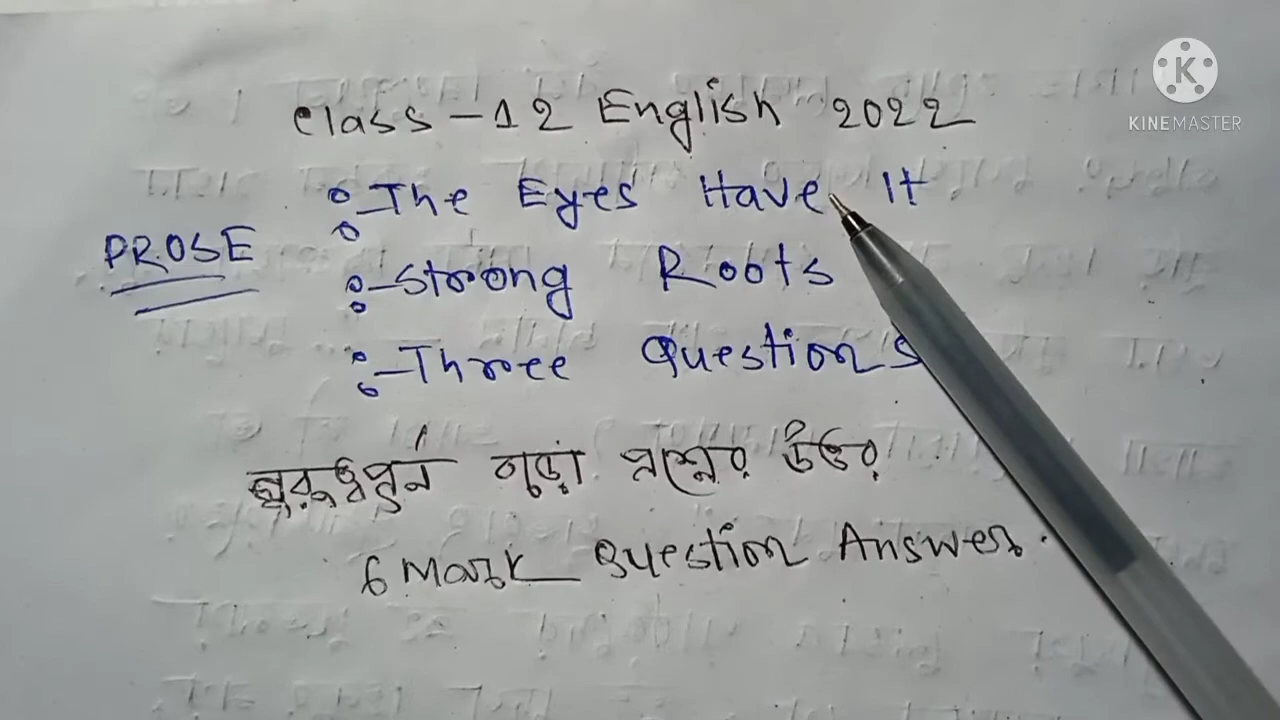 Class-12 English 2022
The Eyes Have It
PROSE
Strong Roots
Three Questions
গুরুত্বপূর্ন বড়ো প্রশ্নের উত্তর
6 Mark Question Answer.
KINEMASTER